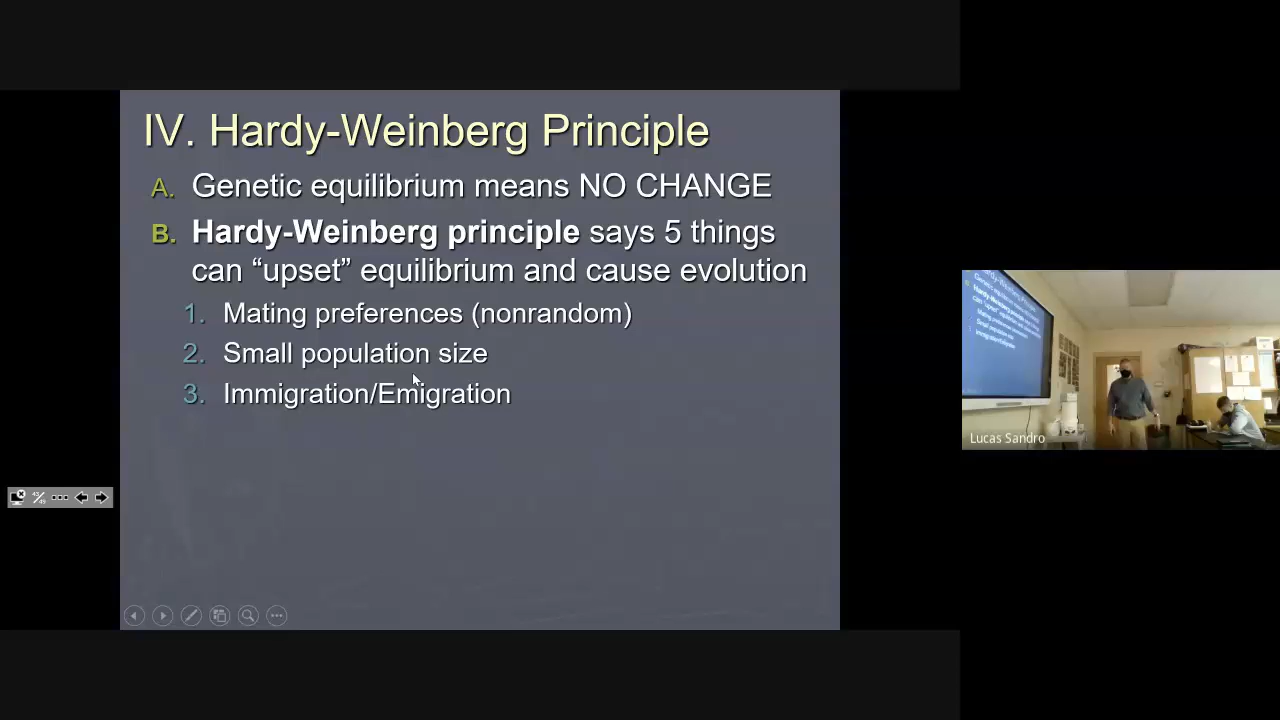 IV. Hardy-Weinberg Principle
A. Genetic equilibrium means NO CHANGE
B. Hardy-Weinberg principle says 5 things
can “upset” equilibrium and cause evolution
1. Mating preferences (nonrandom)
2. Small population size
3. Immigration/Emigration
Lucas Sandro